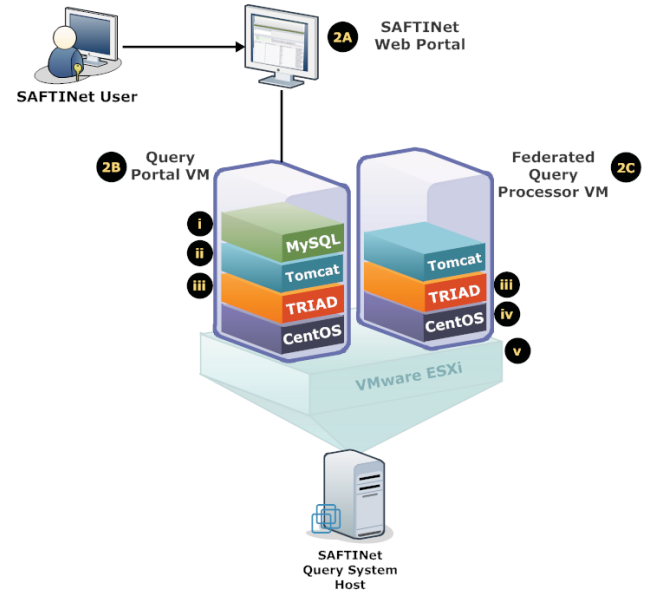 SAFTINet User
2A
SAFTINet
Web Portal
2B
Query
Portal VM
Federated
Query
Processor VM
2C
i
MySQL
ii
Tomcat
iii
TRIAD
CentOS
Tomcat
TRIAD
iii
CentOS
iv
v
VMware ESXi
SAFTINet
Query System
Host